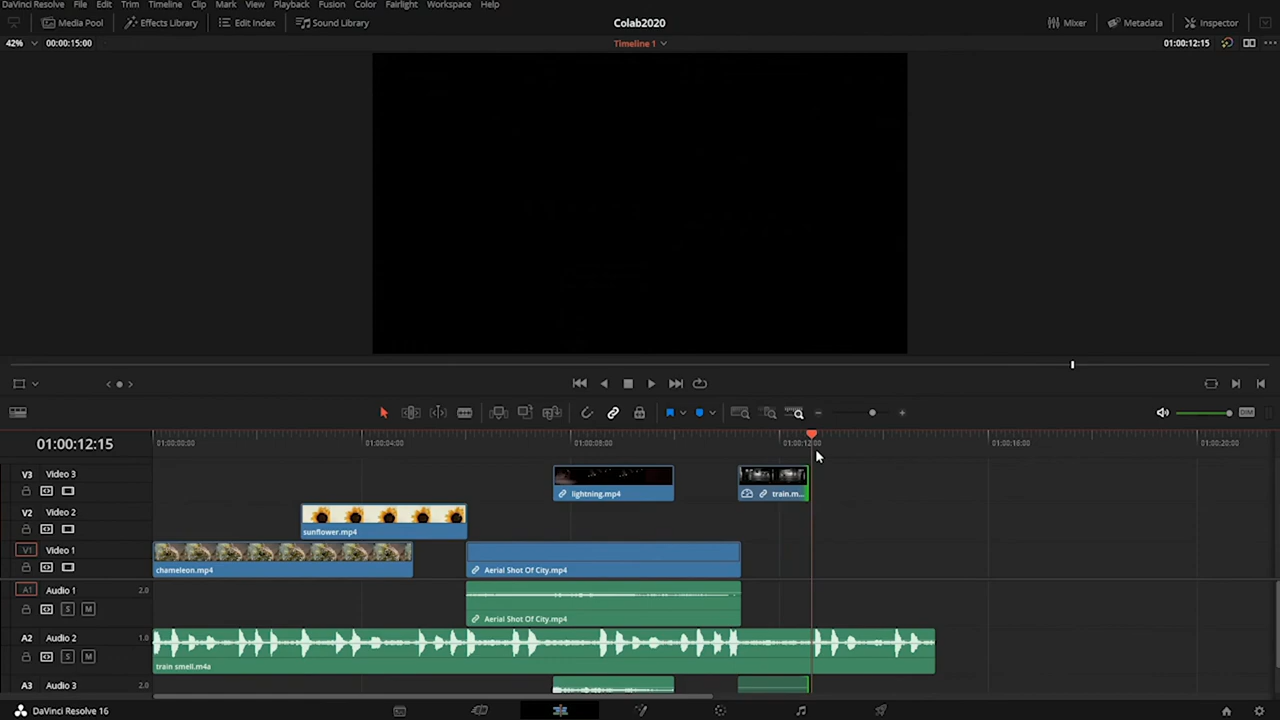 DaVinci Resolve File Edit Trim Timeline Clip Mark View Playback Fusion Color Fairlight Workspace Help
Media Pool Effects Library Edit Index Sound Library Colab2020 Mixer Metadata Inspector
42% 00:00:15:00 Timeline 1 01:00:12:15
DIM
01:00:12:15 01:00:00:00 01:00:04:00 01:00:12:00 01:00:16:00 01:00:20:00
V3 Video 3
lightning.mp4 train.m...
V2 Video 2
sunflower.mp4
V1 Video 1
chameleon.mp4 Aerial Shot Of City.mp4
A1 Audio 1 2.0
S M
Aerial Shot Of City.mp4
A2 Audio 2 1.0
S M
train smell.m4a
A3 Audio 3 2.0
DaVinci Resolve 16